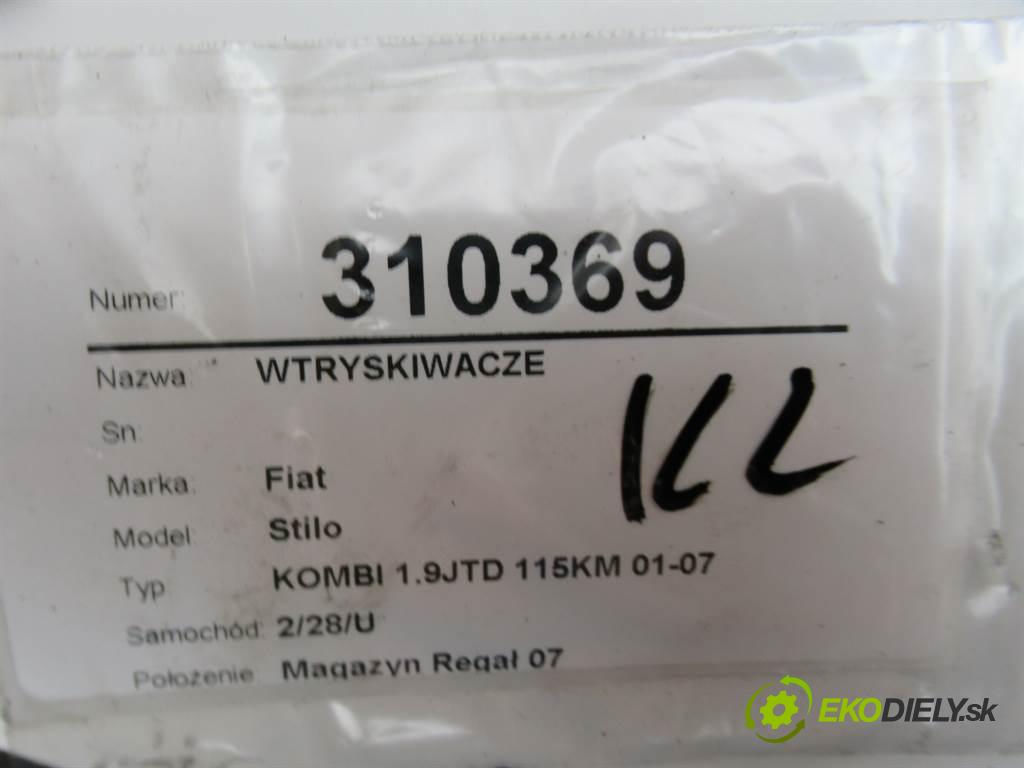 Numer: 310369
Nazwa: WTRYSKIWACZE
Sn:
Marka: Fiat
Model: Stilo
Typ KOMBI 1.9JTD 115KM 01-07
Samochód: 2/28/U
Położenie Magazyn Regał 07
EKODIELY.sk